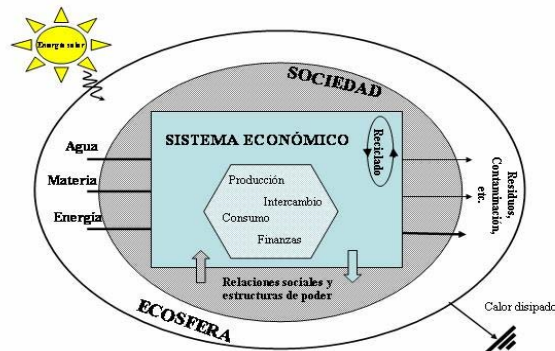 Energía solar
SOCIEDAD
SISTEMA ECONÓMICO
Reciclado
Agua
Materia
Energía
Producción
Intercambio
Consumo
Finanzas
Residuos,
Contaminación,
etc.
Relaciones sociales y
estructuras de poder
ECOSFERA
Calor disipado